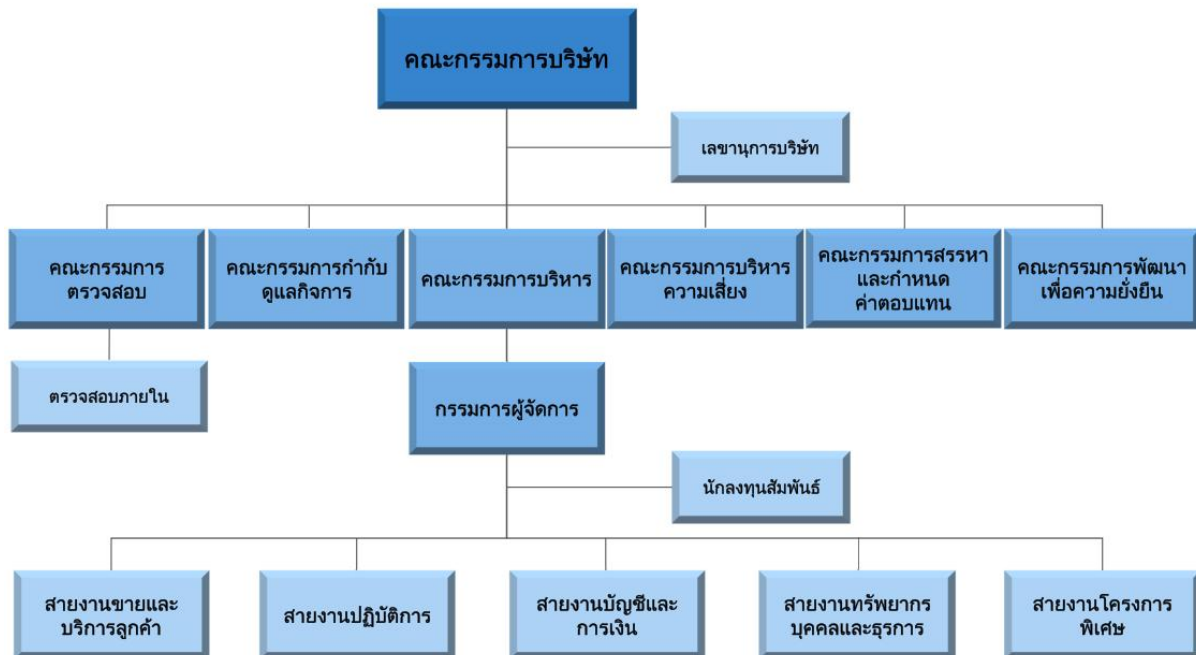 คณะกรรมการบริษัท
เลขานุการบริษัท
คณะกรรมการ
ตรวจสอบ
คณะกรรมการกำกับ
ดูแลกิจการ
คณะกรรมการบริหาร
คณะกรรมการบริหาร
ความเสี่ยง
คณะกรรมการสรรหา
และกำหนด
ค่าตอบแทน
คณะกรรมการพัฒนา
เพื่อความยั่งยืน
ตรวจสอบภายใน
กรรมการผู้จัดการ
นักลงทุนสัมพันธ์
สายงานขายและ
บริการลูกค้า
สายงานปฏิบัติการ
สายงานบัญชีและ
การเงิน
สายงานทรัพยากร
บุคคลและธุรการ
สายงานโครงการ
พิเศษ